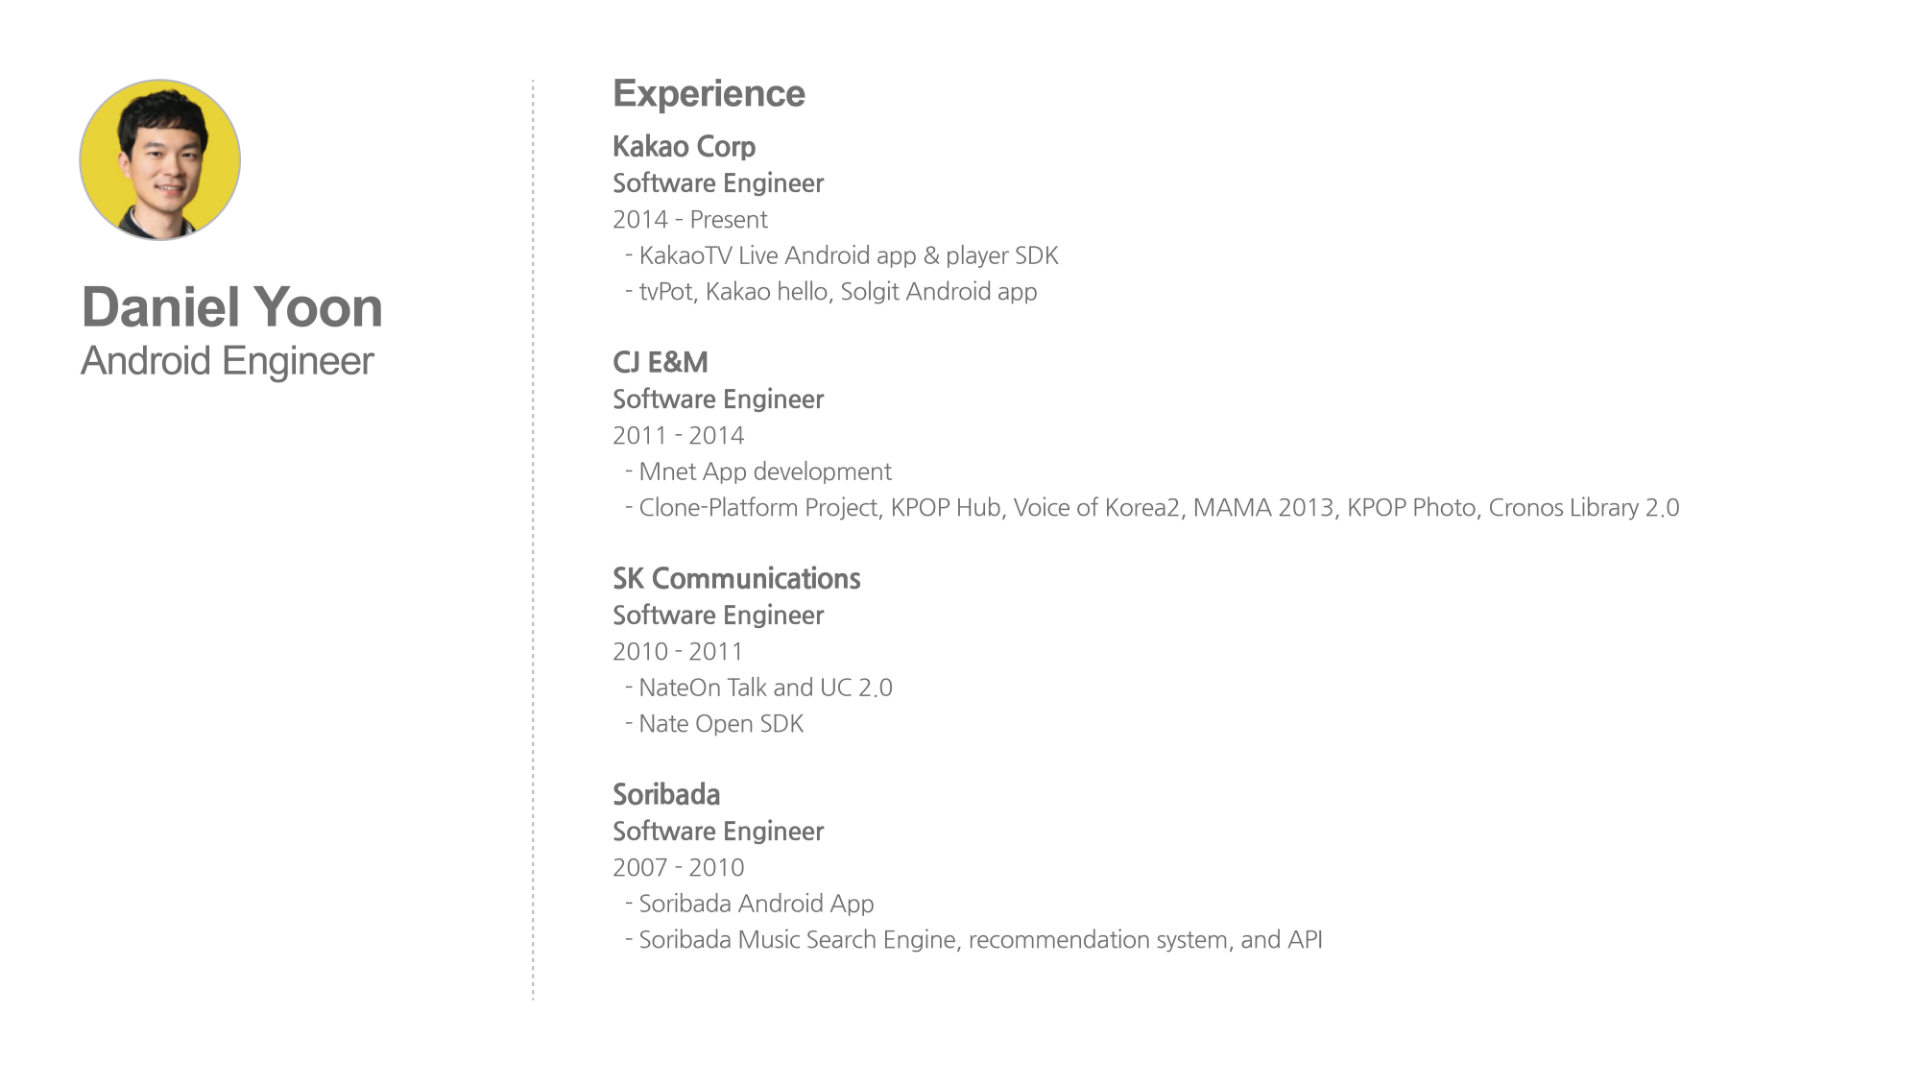 Daniel Yoon
Android Engineer
Experience
Kakao Corp
Software Engineer
2014 - Present
- KakaoTV Live Android app & player SDK
- tvPot, Kakao hello, Solgit Android app
CJ E&M
Software Engineer
2011 - 2014
- Mnet App development
- Clone-Platform Project, KPOP Hub, Voice of Korea2, MAMA 2013, KPOP Photo, Cronos Library 2.0
SK Communications
Software Engineer
2010 - 2011
- NateOn Talk and UC 2.0
- Nate Open SDK
Soribada
Software Engineer
2007 - 2010
- Soribada Android App
- Soribada Music Search Engine, recommendation system, and API